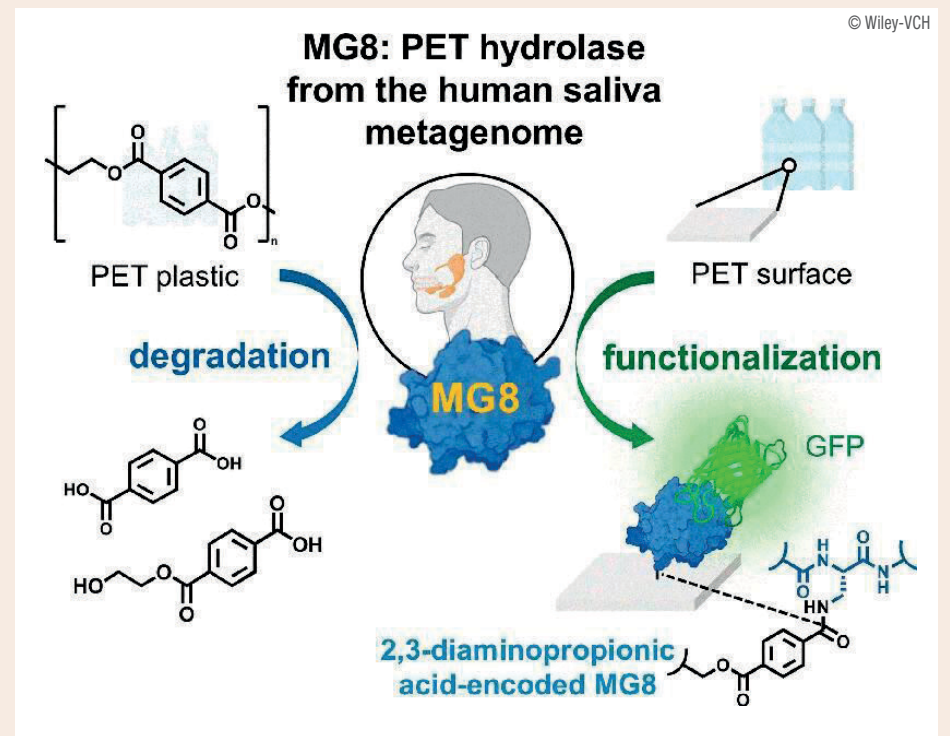 © Wiley-VCH
MG8: PET hydrolase
from the human saliva
metagenome
O
O
O
O
n
PET plastic
PET surface
degradation
functionalization
MG8
GFP
O
OH
HO
O
O
OH
HO
O
O
H
N
O
O
N
H
HN
O
O
O
2,3-diaminopropionic
acid-encoded MG8